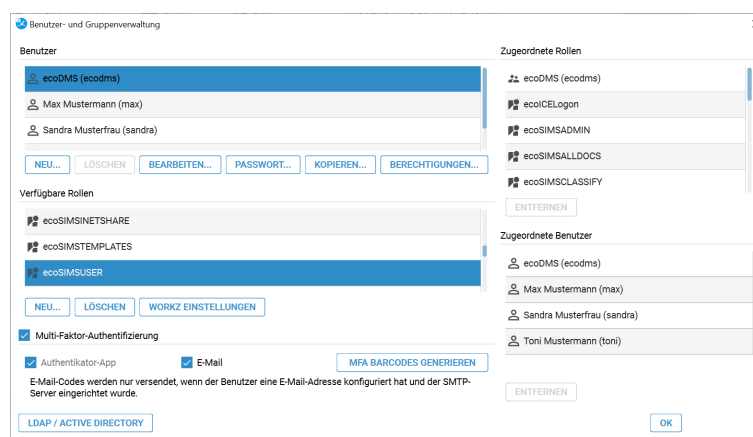 Benutzer- und Gruppenverwaltung
Benutzer
ecoDMS (ecodms)
Max Mustermann (max)
Sandra Musterfrau (sandra)
NEU...
LÖSCHEN
BEARBEITEN...
PASSWORT...
KOPIEREN...
BERECHTIGUNGEN...
Verfügbare Rollen
ecoSIMSINETSHARE
ecoSIMSTEMPLATES
ecoSIMSUSER
NEU...
LÖSCHEN
WORKZ EINSTELLUNGEN
Multi-Faktor-Authentifizierung
Authentikator-App
E-Mail
MFA BARCODES GENERIEREN
E-Mail-Codes werden nur versendet, wenn der Benutzer eine E-Mail-Adresse konfiguriert hat und der SMTP-
Server eingerichtet wurde.
LDAP / ACTIVE DIRECTORY
Zugeordnete Rollen
ecoDMS (ecodms)
ecoICELogon
ecoSIMSADMIN
ecoSIMSALLDOCS
ecoSIMSCLASSIFY
ENTFERNEN
Zugeordnete Benutzer
ecoDMS (ecodms)
Max Mustermann (max)
Sandra Musterfrau (sandra)
Toni Mustermann (toni)
ENTFERNEN
OK